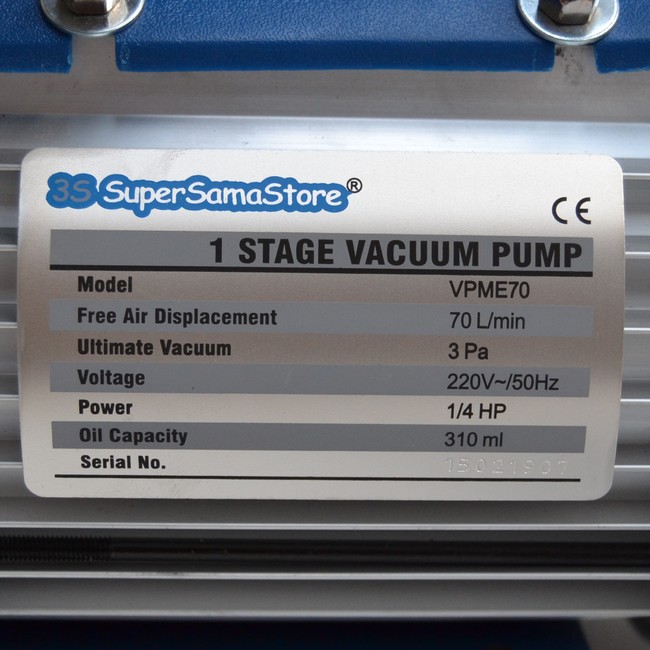 3S SuperSamaStore®
CE
1 STAGE VACUUM PUMP
Model VPME70
Free Air Displacement 70 L/min
Ultimate Vacuum 3 Pa
Voltage 220V~/50Hz
Power 1/4 HP
Oil Capacity 310 ml
Serial No.